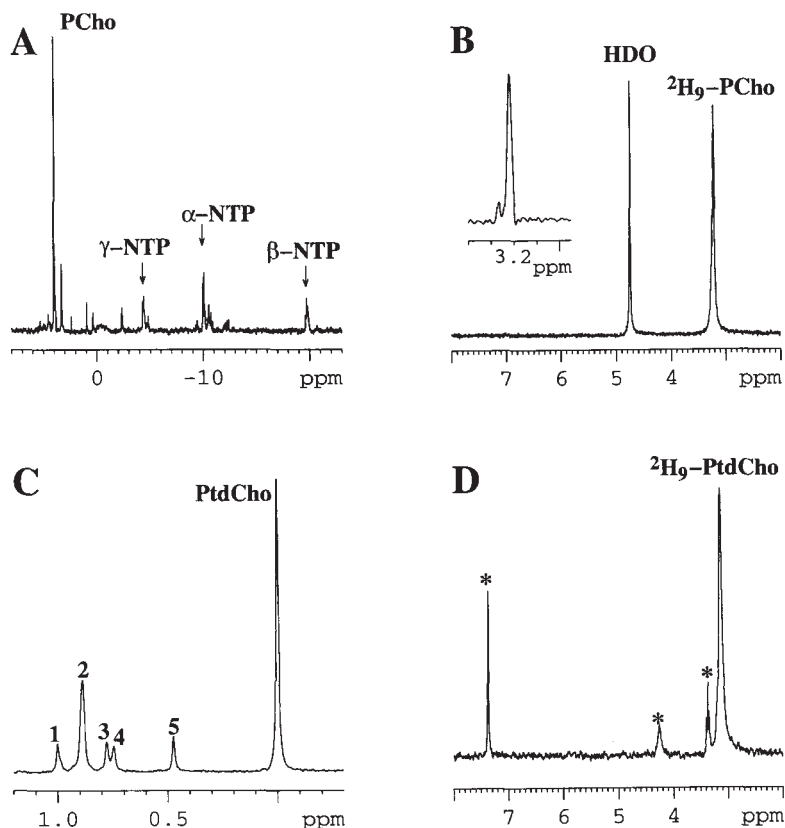 A
PCho
γ–NTP
α–NTP
β–NTP
0 -10 ppm
B
HDO
²H₉–PCho
3.2 ppm
7 6 5 4 ppm
C
PtdCho
1 2 3 4 5
1.0 0.5 ppm
D
²H₉–PtdCho
* * *
7 6 5 4 ppm